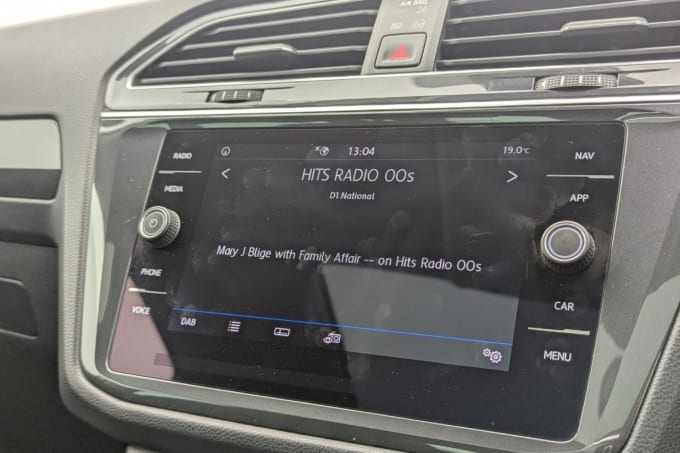 AIR BAG
RADIO
MEDIA
PHONE
VOICE
13:04
19.0°C
< HITS RADIO 00s >
D1 National
Mary J Blige with Family Affair -- on Hits Radio 00s
DAB
NAV
APP
CAR
MENU